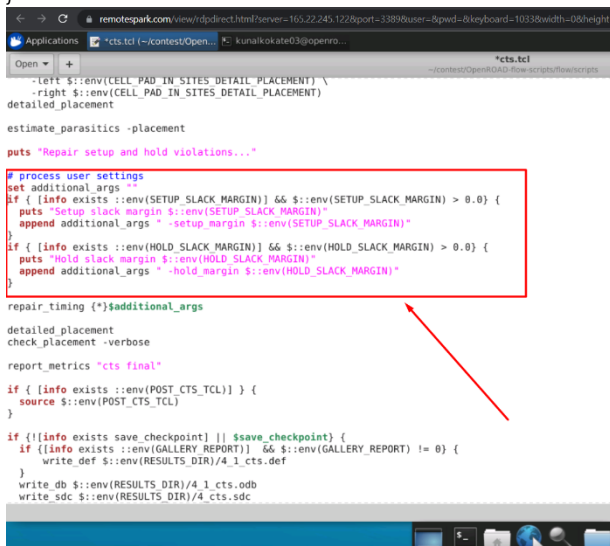 remotespark.com/view/rdpdirect.html?server=165.22.245.122&port=3389&user=&pwd=&keyboard=1033&width=0&height
Applications *cts.tcl (~/contest/Open... kunalkokate03@openro...
Open + *cts.tcl
~/contest/OpenROAD-flow-scripts/flow/scripts
-left $::env(CELL_PAD_IN_SITES_DETAIL_PLACEMENT) \
-right $::env(CELL_PAD_IN_SITES_DETAIL_PLACEMENT)
detailed_placement
estimate_parasitics -placement
puts "Repair setup and hold violations..."
# process user settings
set additional_args ""
if { [info exists ::env(SETUP_SLACK_MARGIN)] && $::env(SETUP_SLACK_MARGIN) > 0.0} {
puts "Setup slack margin $::env(SETUP_SLACK_MARGIN)"
append additional_args " -setup_margin $::env(SETUP_SLACK_MARGIN)"
}
if { [info exists ::env(HOLD_SLACK_MARGIN)] && $::env(HOLD_SLACK_MARGIN) > 0.0} {
puts "Hold slack margin $::env(HOLD_SLACK_MARGIN)"
append additional_args " -hold_margin $::env(HOLD_SLACK_MARGIN)"
}
repair_timing {*}$additional_args
detailed_placement
check_placement -verbose
report_metrics "cts final"
if { [info exists ::env(POST_CTS_TCL)] } {
source $::env(POST_CTS_TCL)
}
if {![info exists save_checkpoint] || $save_checkpoint} {
if {[info exists ::env(GALLERY_REPORT)] && $::env(GALLERY_REPORT) != 0} {
write_def $::env(RESULTS_DIR)/4_1_cts.def
}
write_db $::env(RESULTS_DIR)/4_1_cts.odb
write_sdc $::env(RESULTS_DIR)/4_cts.sdc